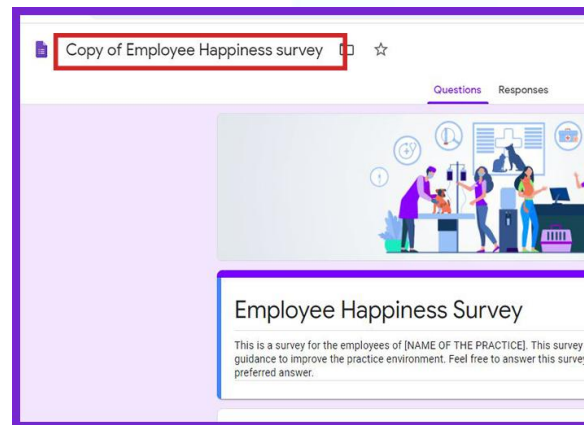 Copy of Employee Happiness survey
Questions Responses
Employee Happiness Survey
This is a survey for the employees of [NAME OF THE PRACTICE]. This survey
guidance to improve the practice environment. Feel free to answer this survey
preferred answer.